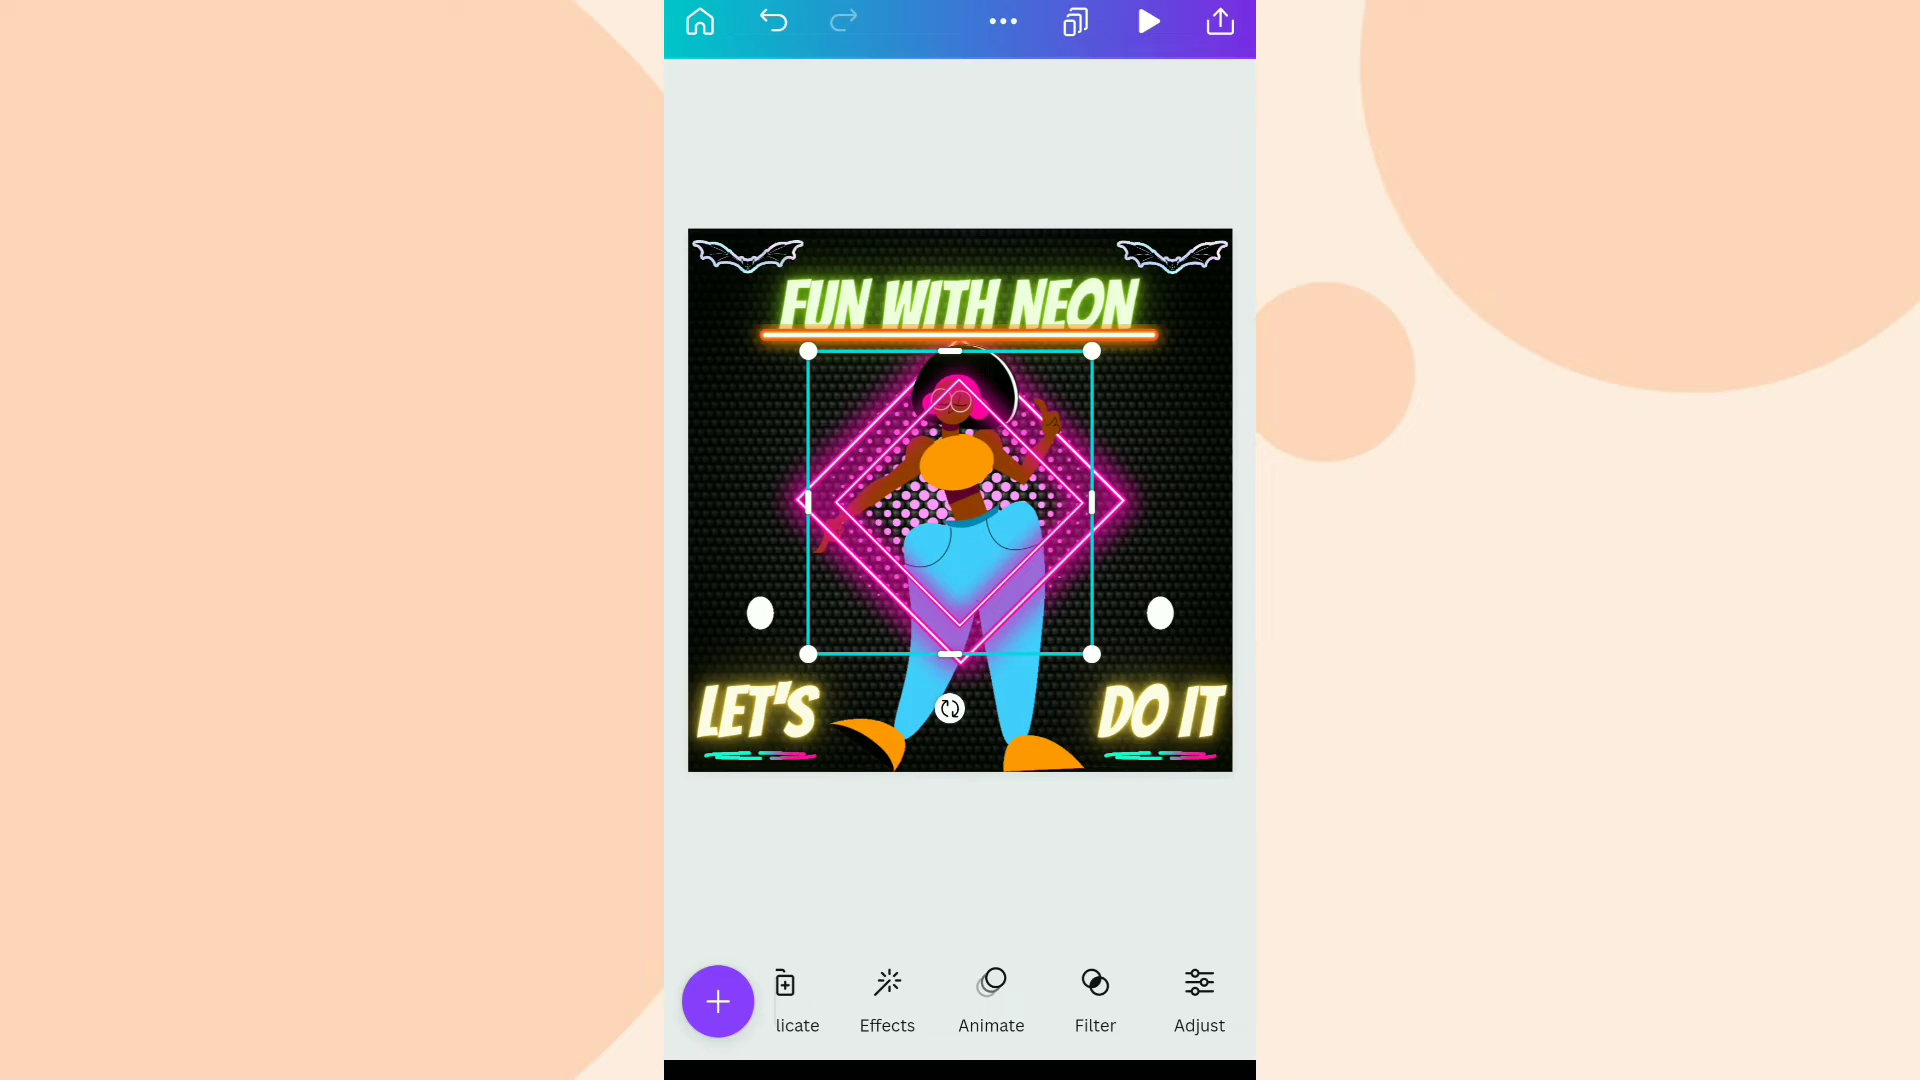 FUN WITH NEON
LET'S
DO IT
licate
Effects
Animate
Filter
Adjust